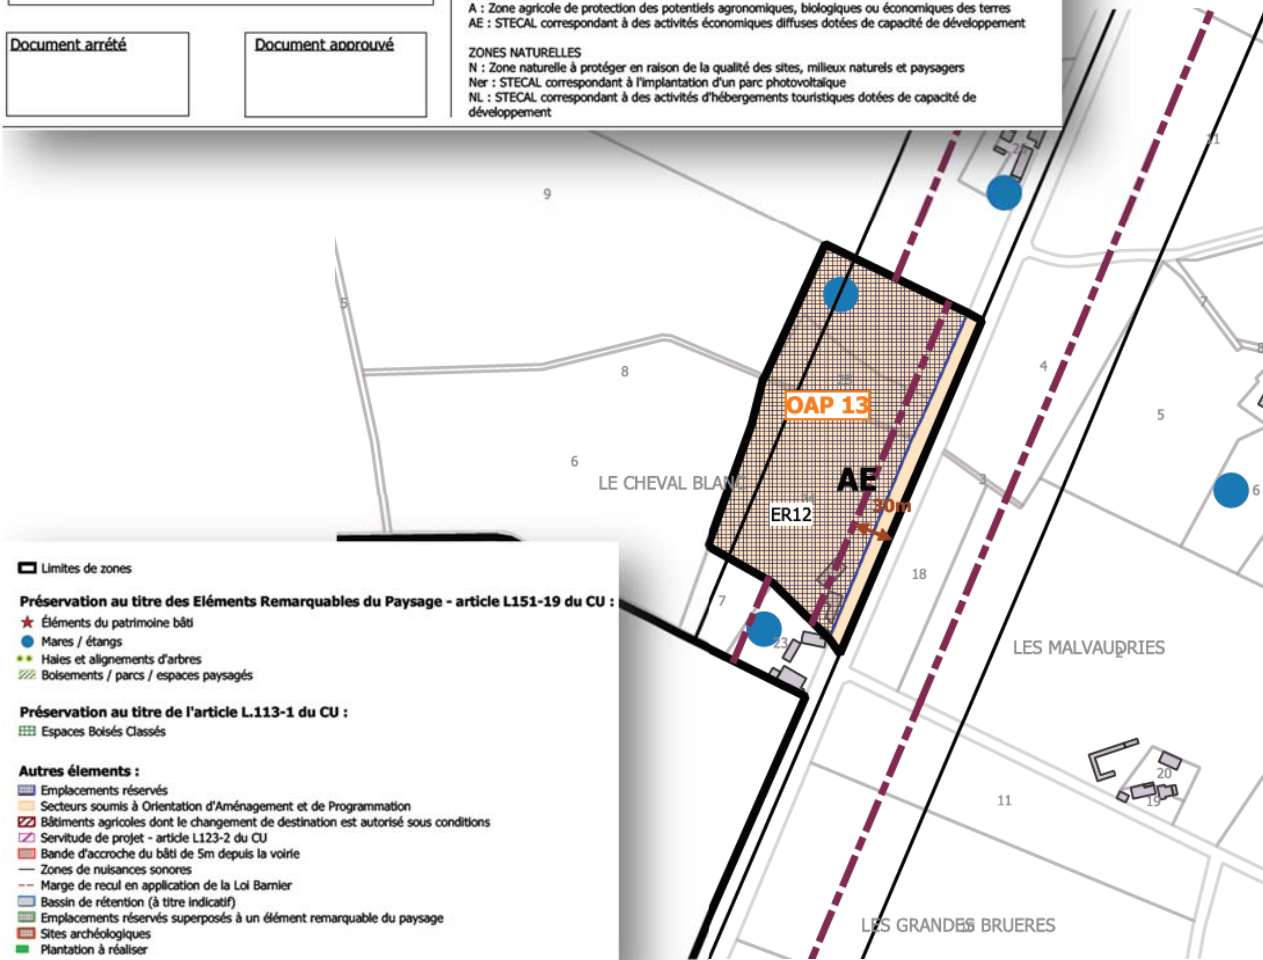 A : Zone agricole de protection des potentiels agronomiques, biologiques ou économiques des terres
AE : STECAL correspondant à des activités économiques diffuses dotées de capacité de développement
Document arrêté
Document approuvé
ZONES NATURELLES
N : Zone naturelle à protéger en raison de la qualité des sites, milieux naturels et paysagers
Ner : STECAL correspondant à l'implantation d'un parc photovoltaïque
NL : STECAL correspondant à des activités d'hébergements touristiques dotées de capacité de
développement
11
9
5
7
8
4
8
5
OAP 13
6
LE CHEVAL BLANC
AE
3
6
30m
ER12
18
7
23
LES MALVAUDRIES
2
20
19
11
LES GRANDES BRUERES
Limites de zones
Préservation au titre des Eléments Remarquables du Paysage - article L151-19 du CU :
Éléments du patrimoine bâti
Mares / étangs
Haies et alignements d'arbres
Boisements / parcs / espaces paysagés
Préservation au titre de l'article L.113-1 du CU :
Espaces Boisés Classés
Autres élements :
Emplacements réservés
Secteurs soumis à Orientation d'Aménagement et de Programmation
Bâtiments agricoles dont le changement de destination est autorisé sous conditions
Servitude de projet - article L123-2 du CU
Bande d'accroche du bâti de 5m depuis la voirie
Zones de nuisances sonores
Marge de recul en application de la Loi Barnier
Bassin de rétention (à titre indicatif)
Emplacements réservés superposés à un élément remarquable du paysage
Sites archéologiques
Plantation à réaliser